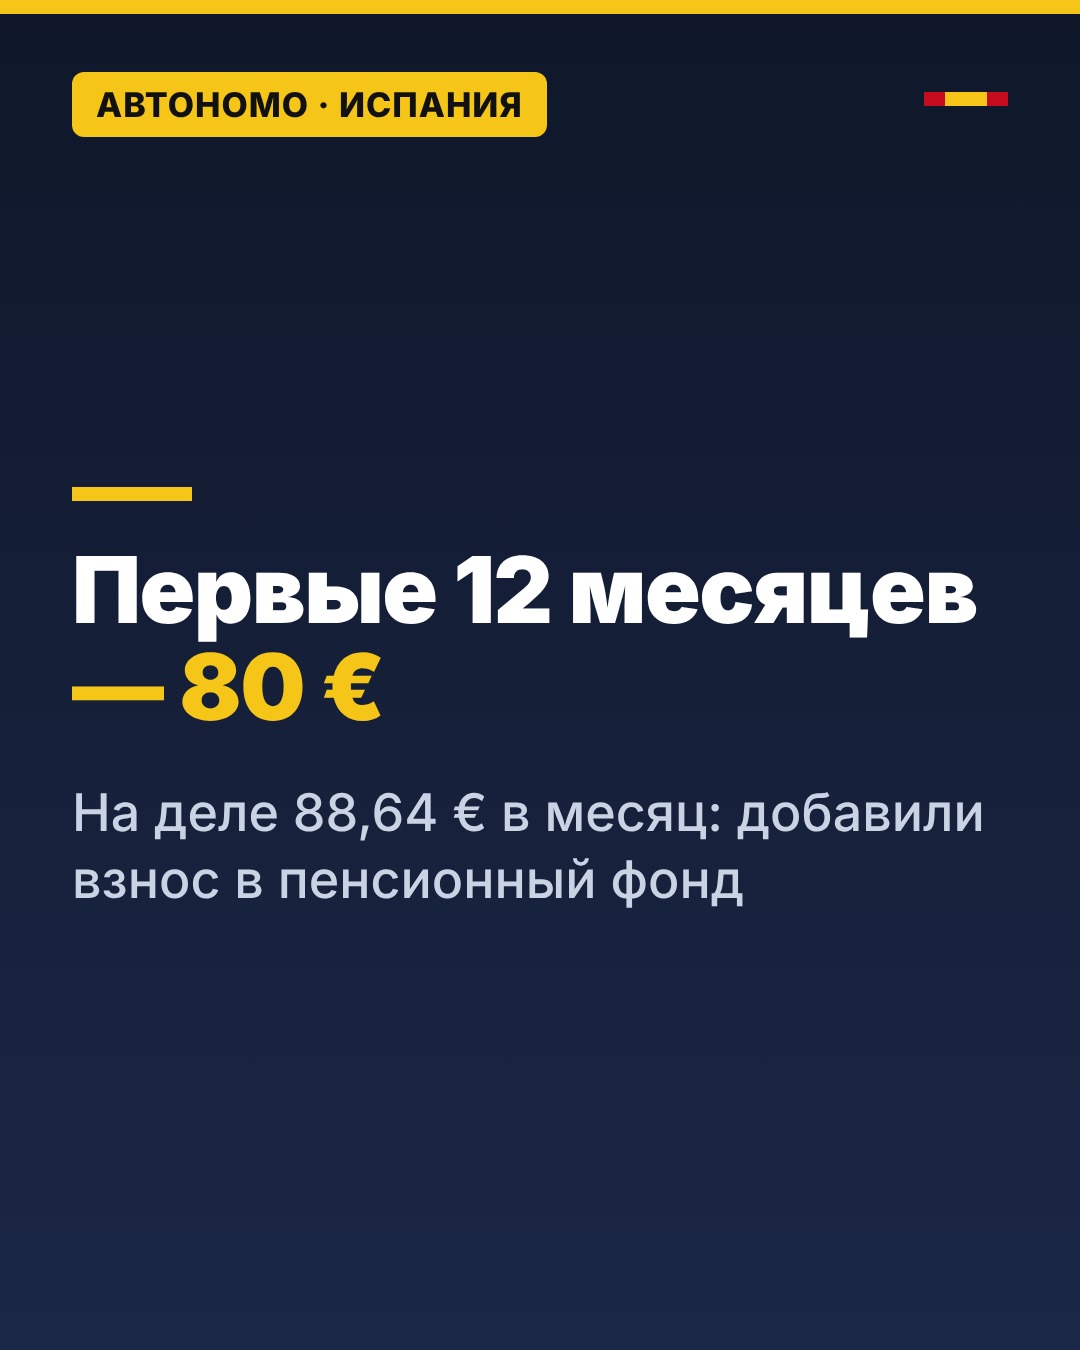 АВТОНОМО · ИСПАНИЯ
Первые 12 месяцев
— 80 €
На деле 88,64 € в месяц: добавили
взнос в пенсионный фонд